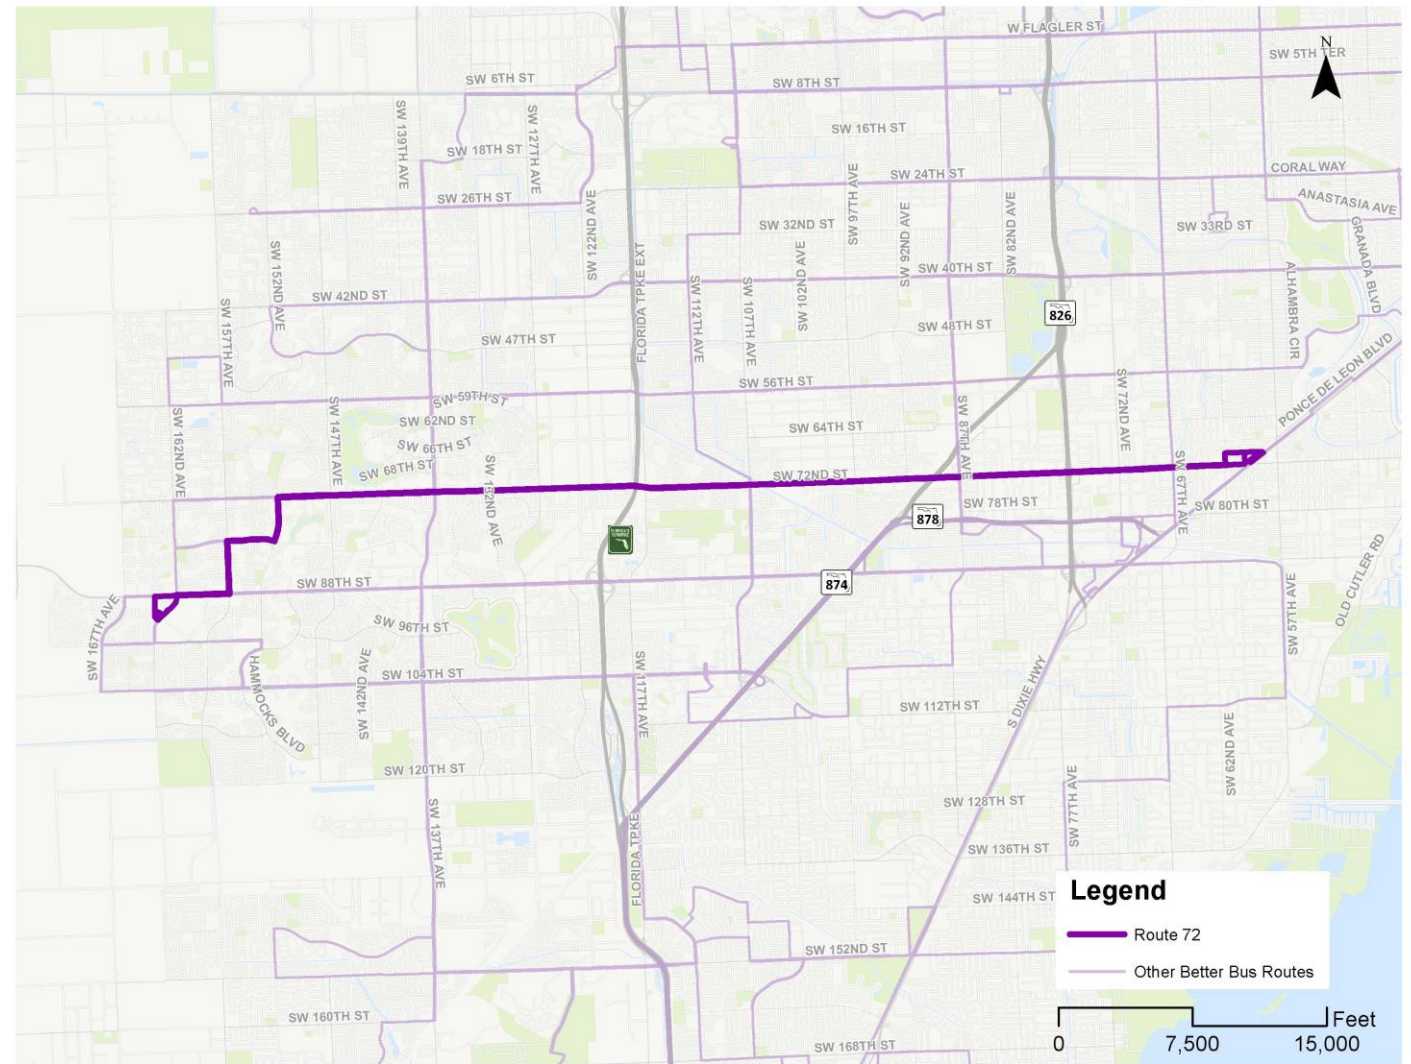 W FLAGLER ST
N
SW 5TH TER
SW 6TH ST
SW 8TH ST
SW 139TH AVE
SW 127TH AVE
SW 16TH ST
SW 18TH ST
CORAL WAY
SW 24TH ST
SW 26TH ST
ANASTASIA AVE
SW 122ND AVE
SW 97TH AVE
SW 92ND AVE
SW 82ND AVE
SW 32ND ST
SW 33RD ST
GRANADA BLVD
SW 152ND AVE
FLORIDA TPKE EXT
SW 102ND AVE
SW 40TH ST
ALHAMBRA CIR
SW 42ND ST
SW 157TH AVE
SW 112TH AVE
SW 107TH AVE
826
SW 48TH ST
SW 47TH ST
PONCE DE LEON BLVD
SW 56TH ST
SW 72ND AVE
SW 59TH ST
SW 162ND AVE
SW 147TH AVE
SW 62ND ST
SW 64TH ST
SW 87TH AVE
SW 66TH ST
SW 68TH ST
SW 72ND ST
SW 67TH AVE
SW 132ND AVE
SW 78TH ST
SW 80TH ST
878
874
SW 88TH ST
OLD CUTLER RD
SW 57TH AVE
SW 167TH AVE
SW 96TH ST
HAMMOCKS BLVD
SW 142ND AVE
SW 104TH ST
SW 117TH AVE
S DIXIE HWY
SW 112TH ST
SW 62ND AVE
SW 120TH ST
SW 128TH ST
SW 77TH AVE
SW 137TH AVE
FLORIDA TPKE
SW 136TH ST
SW 144TH ST
Legend
Route 72
Other Better Bus Routes
SW 152ND ST
SW 160TH ST
SW 168TH ST
Feet
0 7,500 15,000